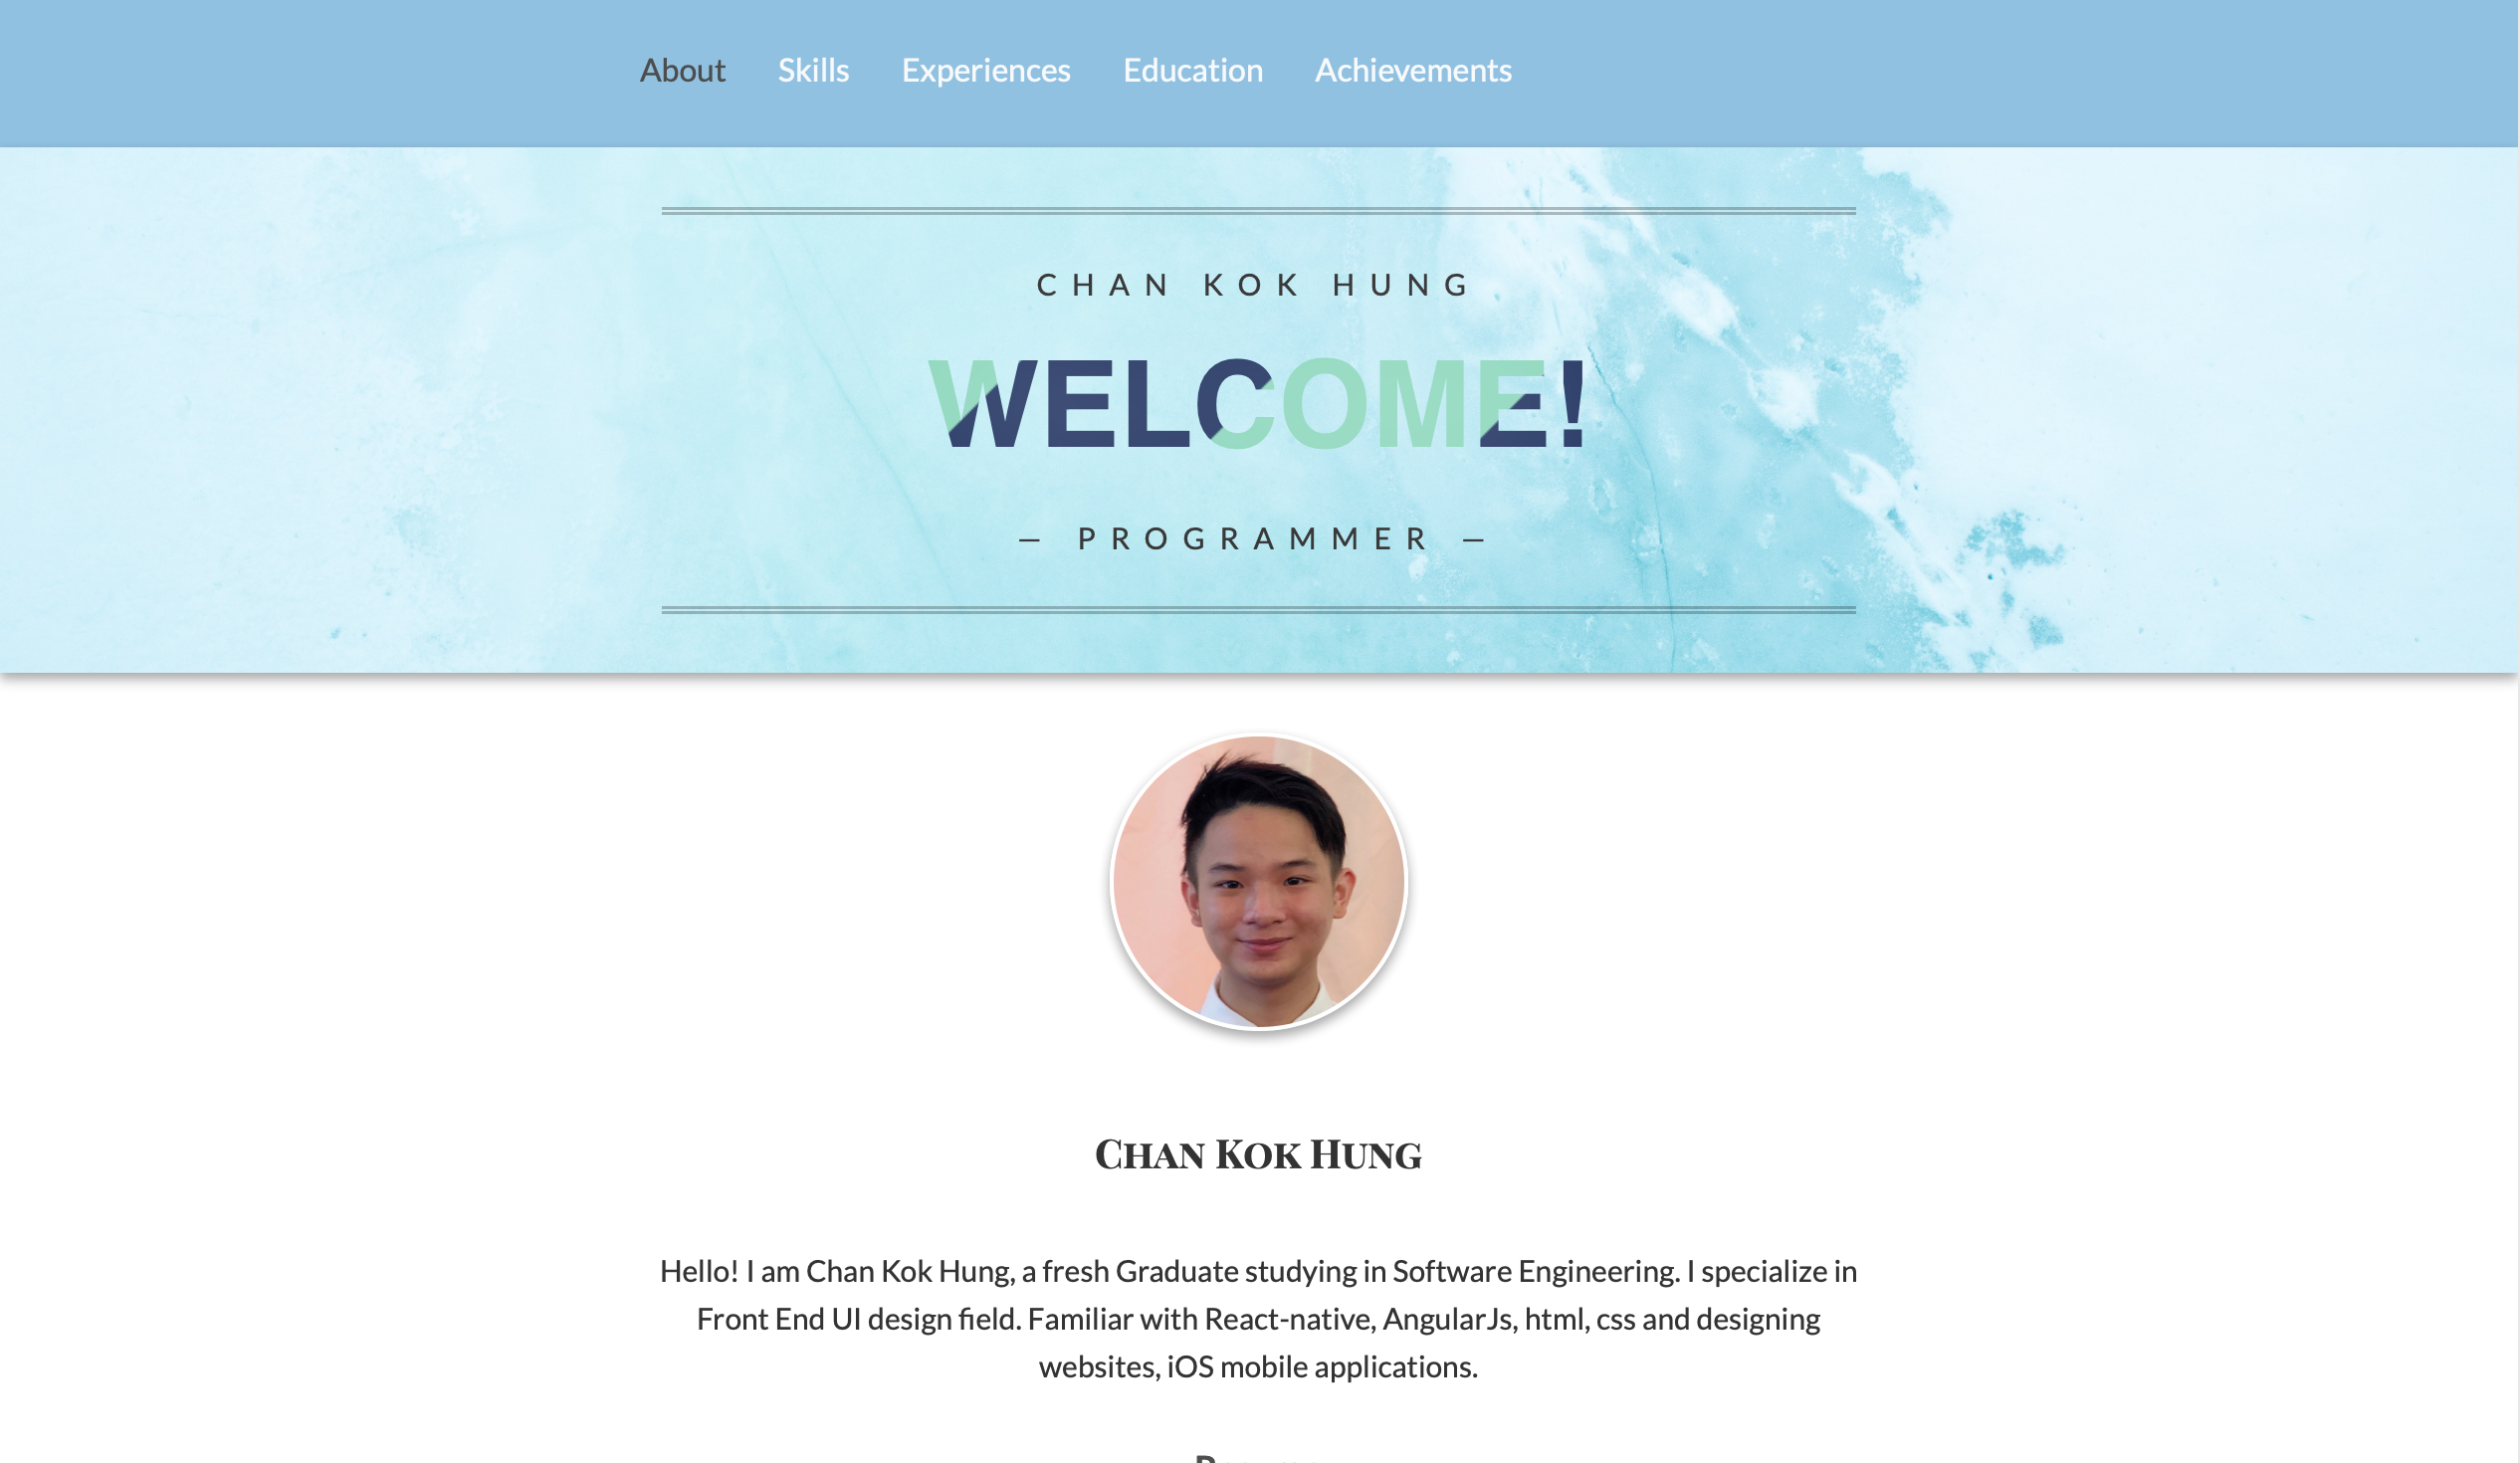 About Skills Experiences Education Achievements
CHAN KOK HUNG
WELCOME!
— PROGRAMMER —
Chan Kok Hung
Hello! I am Chan Kok Hung, a fresh Graduate studying in Software Engineering. I specialize in
Front End UI design field. Familiar with React-native, AngularJs, html, css and designing
websites, iOS mobile applications.